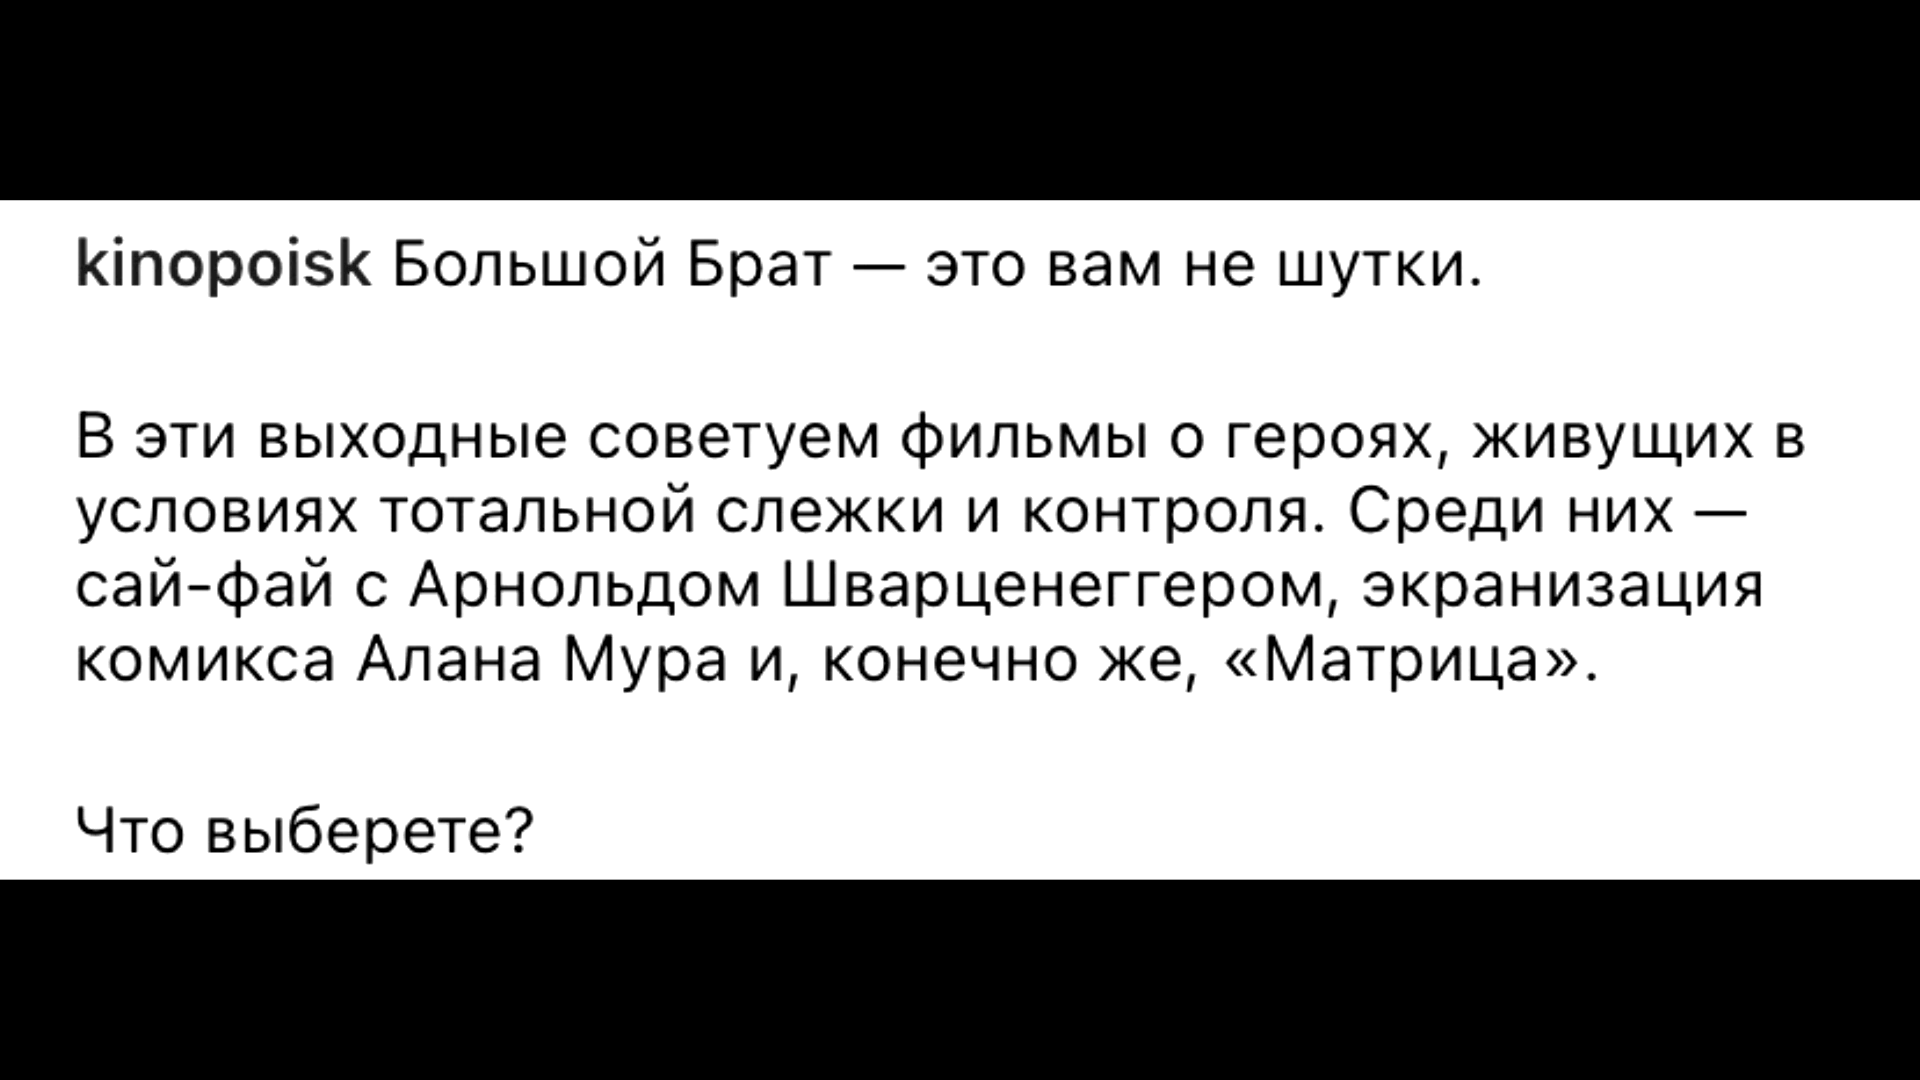 kinopoisk Большой Брат — это вам не шутки.
В эти выходные советуем фильмы о героях, живущих в
условиях тотальной слежки и контроля. Среди них —
сай-фай с Арнольдом Шварценеггером, экранизация
комикса Алана Мура и, конечно же, «Матрица».
Что выберете?